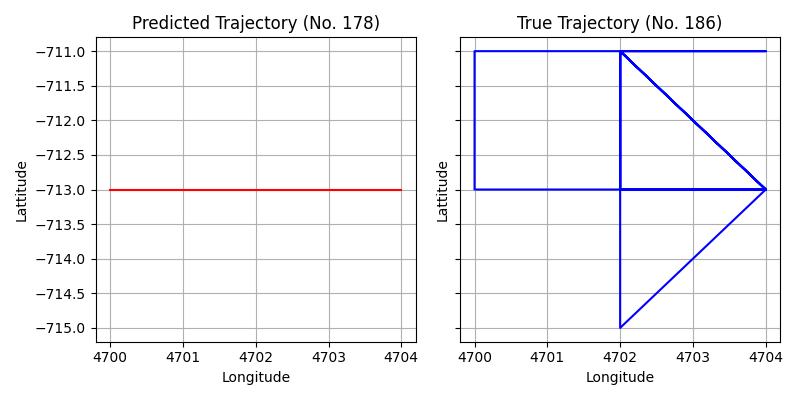 Predicted Trajectory (No. 178)
True Trajectory (No. 186)
Lattitude
−711.0
−711.5
−712.0
−712.5
−713.0
−713.5
−714.0
−714.5
−715.0
4700 4701 4702 4703 4704
Longitude
Lattitude
4700 4701 4702 4703 4704
Longitude